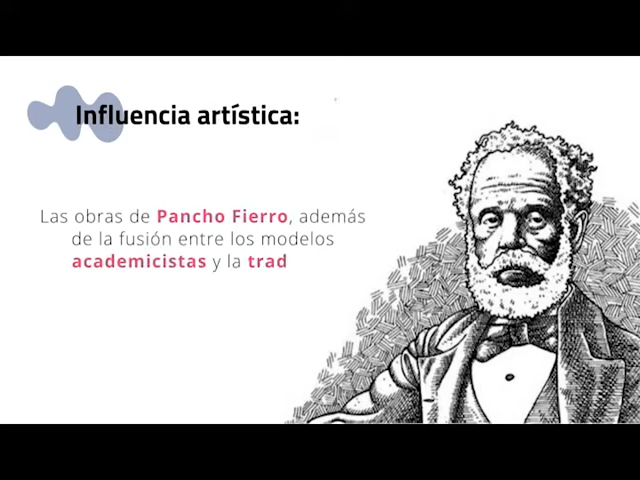 Influencia artística:
Las obras de Pancho Fierro, además
de la fusión entre los modelos
academicistas y la trad